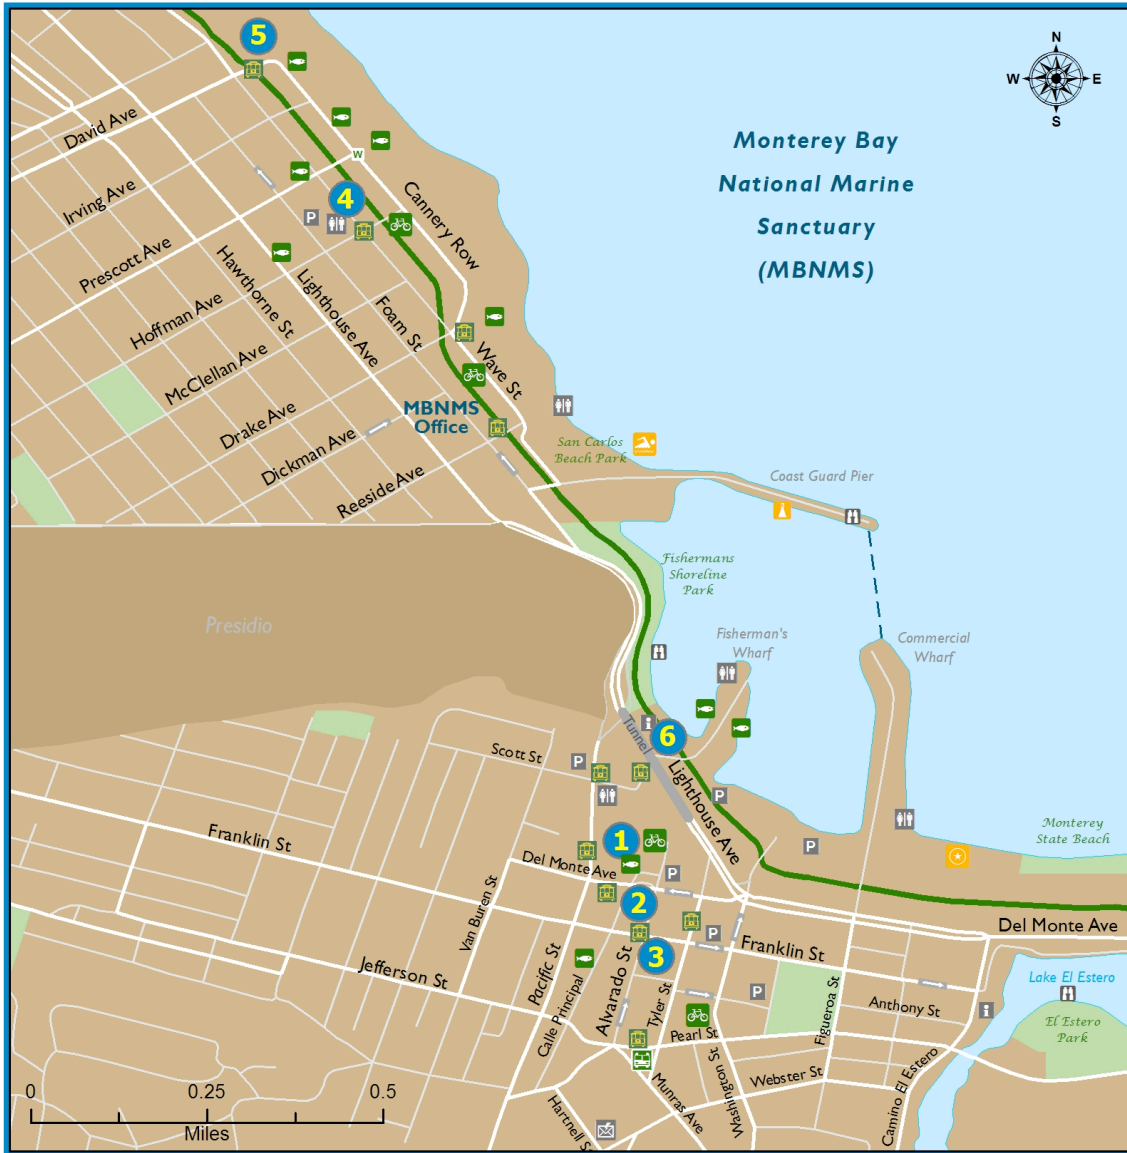 5
N
W E
S
David Ave
Monterey Bay
National Marine
Sanctuary
(MBNMS)
W
Irving Ave
4
P
Cannery Row
Prescott Ave
Hawthorne St
Lighthouse Ave
Hoffman Ave
Foam St
McClellan Ave
Wave St
MBNMS
Office
Drake Ave
Dickman Ave
San Carlos
Beach Park
Reeside Ave
Coast Guard Pier
Fishermans
Shoreline
Park
Presidio
Fisherman's
Wharf
Commercial
Wharf
i
Tunnel
6
Scott St
P
Lighthouse Ave
P
Franklin St
1
P
Monterey
State Beach
Del Monte Ave
P
2
Van Buren St
P
Del Monte Ave
3
Franklin St
Jefferson St
Pacific St
Calle Principal
Alvarado St
Tyler St
P
Figueroa St
Anthony St
i
Lake El Estero
El Estero
Park
Pearl St
Washington St
Webster St
Munras Ave
Camino El Estero
Hartnell St
0 0.25 0.5
Miles